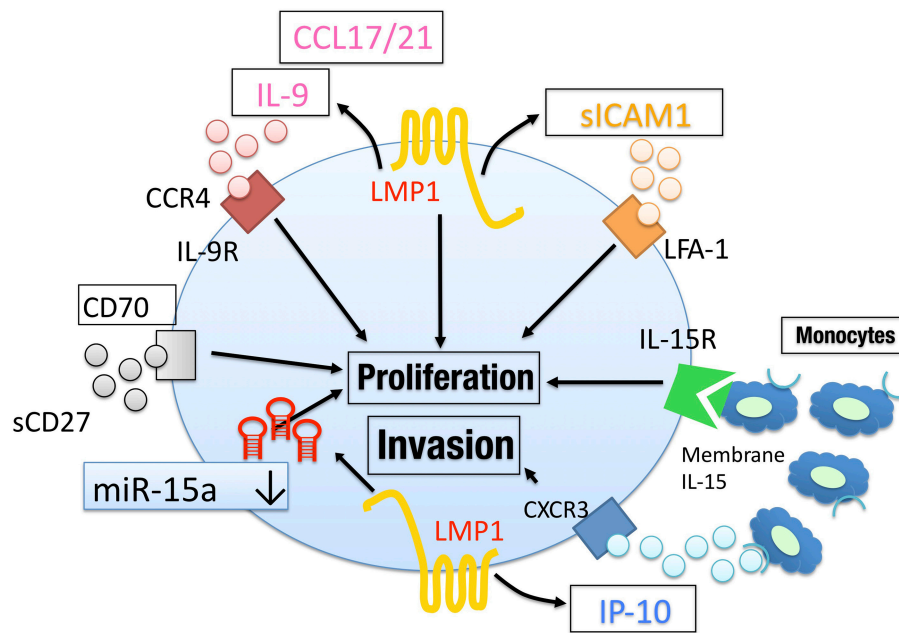 CCL17/21
IL-9
sICAM1
LMP1
CCR4
IL-9R
LFA-1
CD70
IL-15R
Monocytes
Proliferation
sCD27
Invasion
Membrane
IL-15
miR-15a ↓
CXCR3
LMP1
IP-10